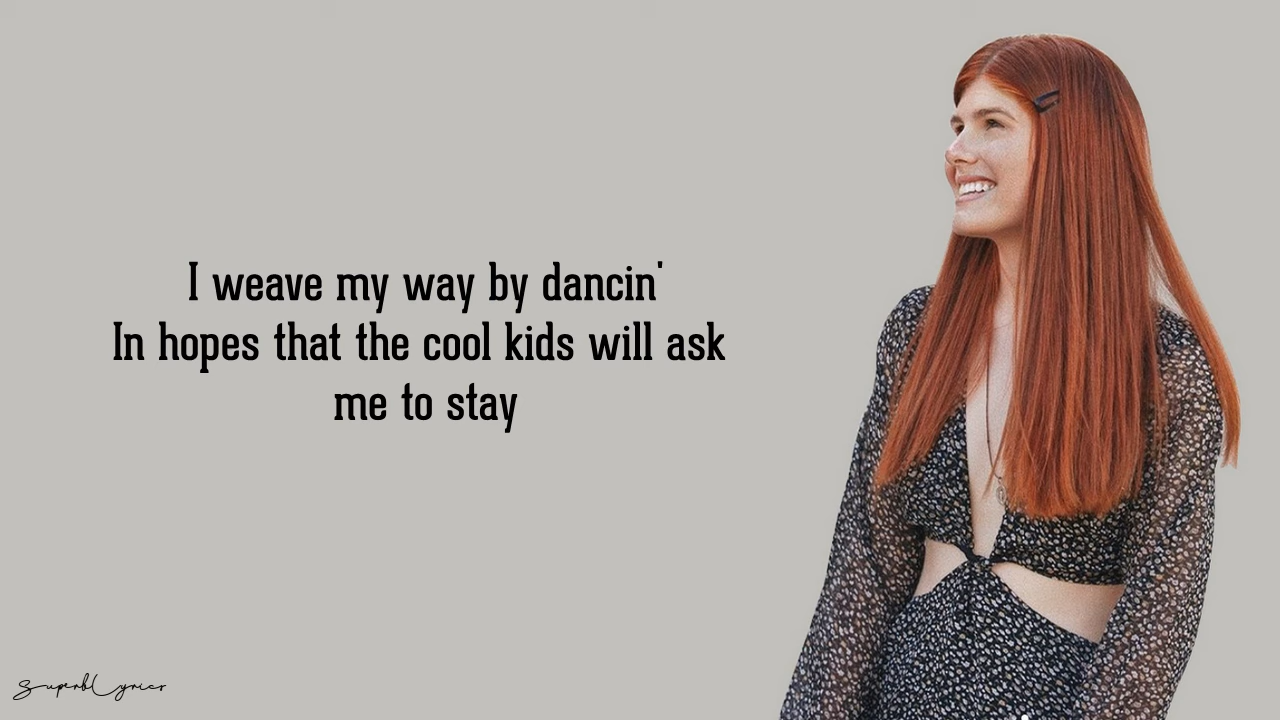 I weave my way by dancin'
In hopes that the cool kids will ask
me to stay
SuperbLyrics